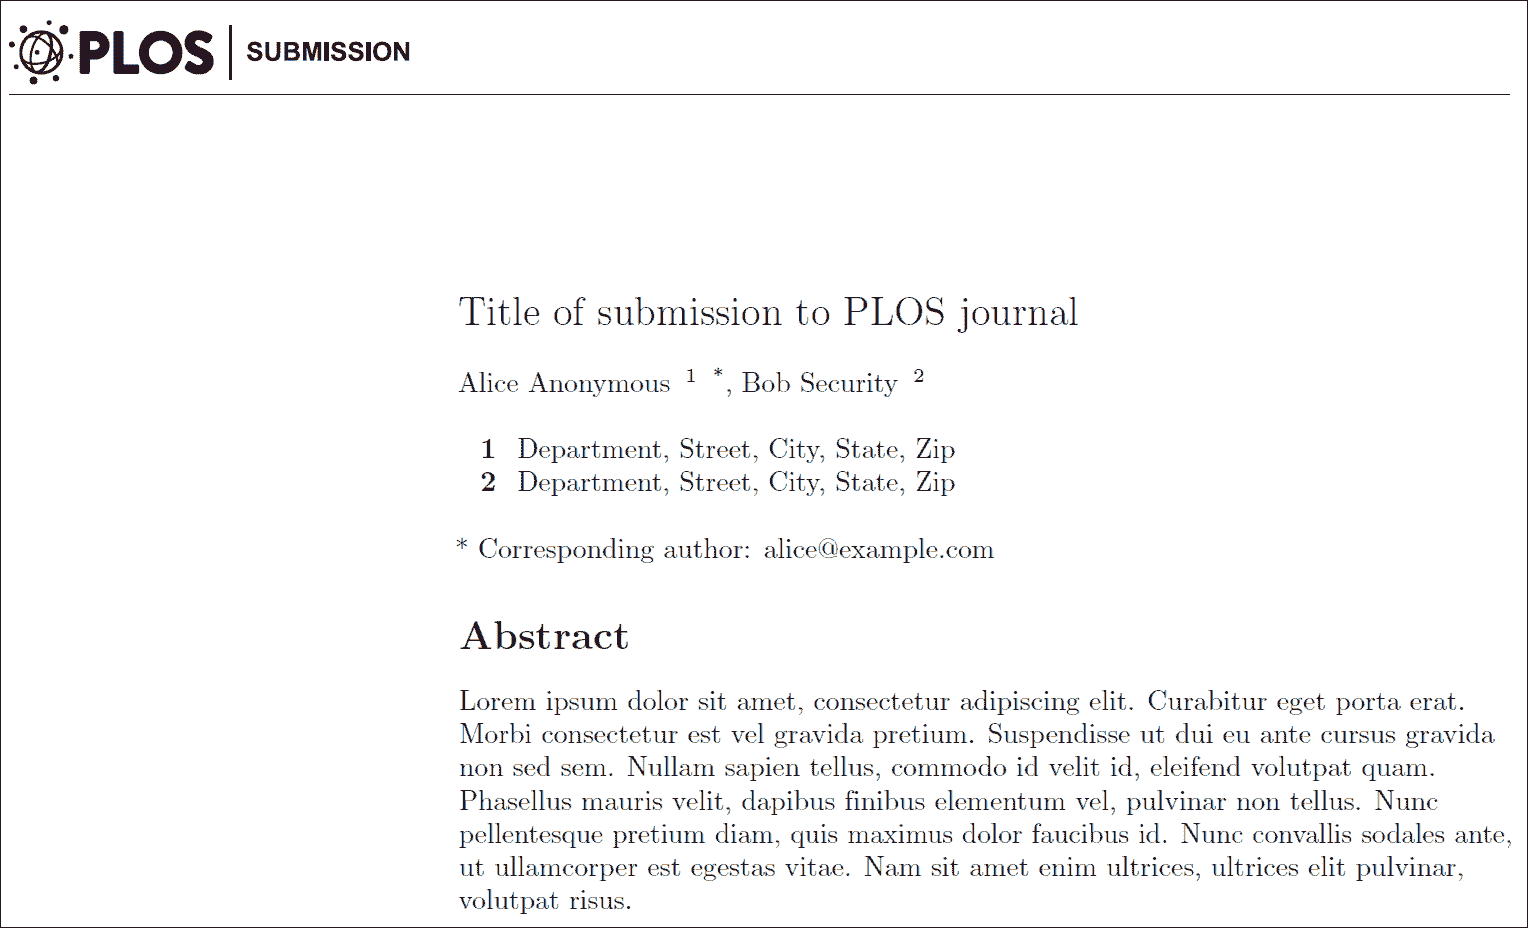 PLOS | SUBMISSION
Title of submission to PLOS journal
Alice Anonymous 1 *, Bob Security 2
1 Department, Street, City, State, Zip
2 Department, Street, City, State, Zip
* Corresponding author: alice@example.com
Abstract
Lorem ipsum dolor sit amet, consectetur adipiscing elit. Curabitur eget porta erat.
Morbi consectetur est vel gravida pretium. Suspendisse ut dui eu ante cursus gravida
non sed sem. Nullam sapien tellus, commodo id velit id, eleifend volutpat quam.
Phasellus mauris velit, dapibus finibus elementum vel, pulvinar non tellus. Nunc
pellentesque pretium diam, quis maximus dolor faucibus id. Nunc convallis sodales ante,
ut ullamcorper est egestas vitae. Nam sit amet enim ultrices, ultrices elit pulvinar,
volutpat risus.